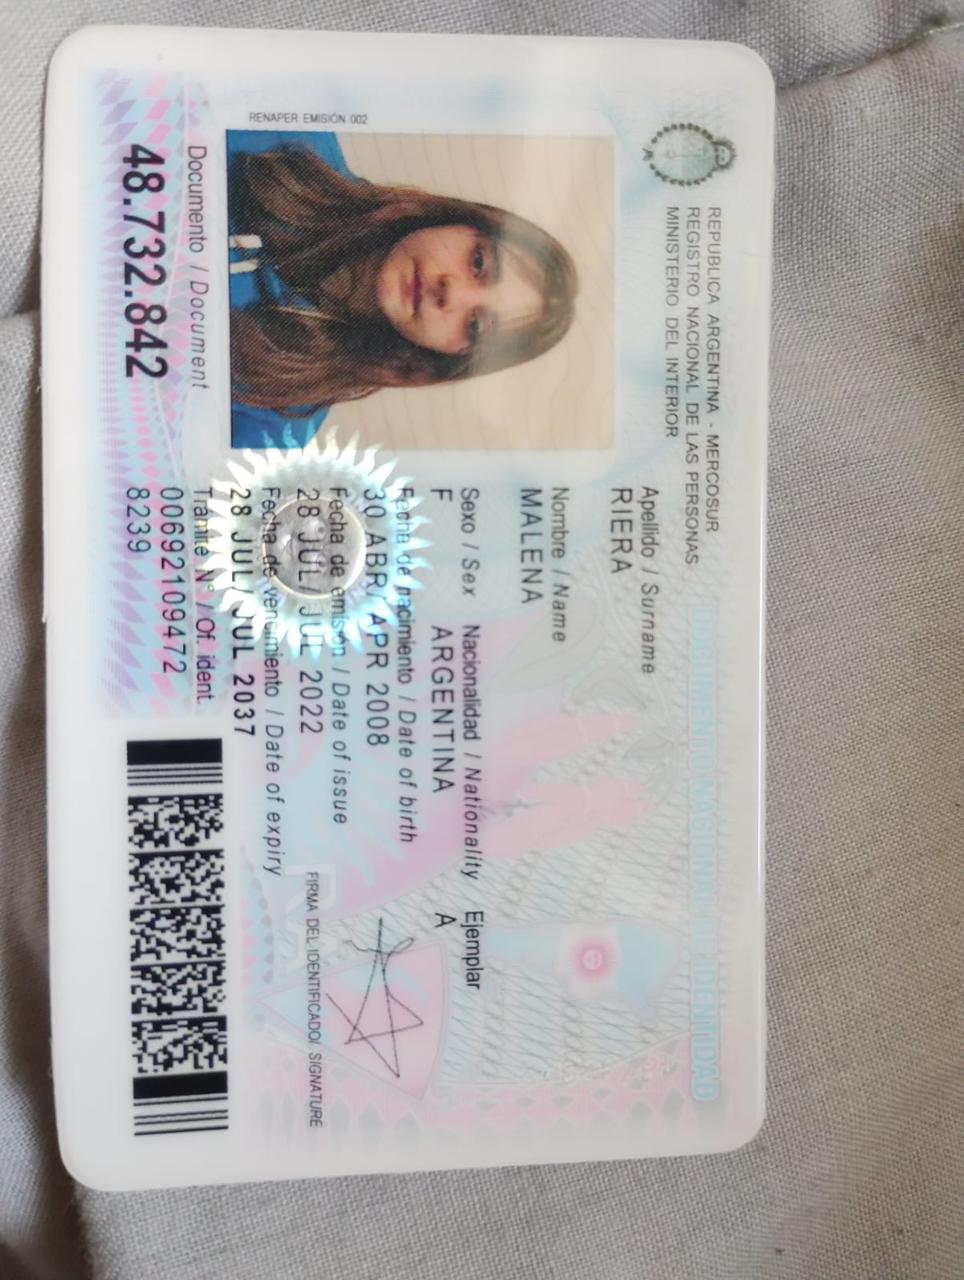 REPUBLICA ARGENTINA - MERCOSUR
REGISTRO NACIONAL DE LAS PERSONAS
MINISTERIO DEL INTERIOR
DOCUMENTO NACIONAL DE IDENTIDAD
Apellido / Surname
RIERA
Nombre / Name
MALENA
Sexo / Sex Nacionalidad / Nationality Ejemplar
F ARGENTINA A
Fecha de nacimiento / Date of birth
30 ABR/ APR 2008
Fecha de emisión / Date of issue
28 JUL/ JUL 2022
FIRMA DEL IDENTIFICADO/ SIGNATURE
Fecha de vencimiento / Date of expiry
28 JUL/ JUL 2037
Trámite N° / Of. ident.
00692109472
8239
RENAPER EMISIÓN 002
Documento / Document
48.732.842